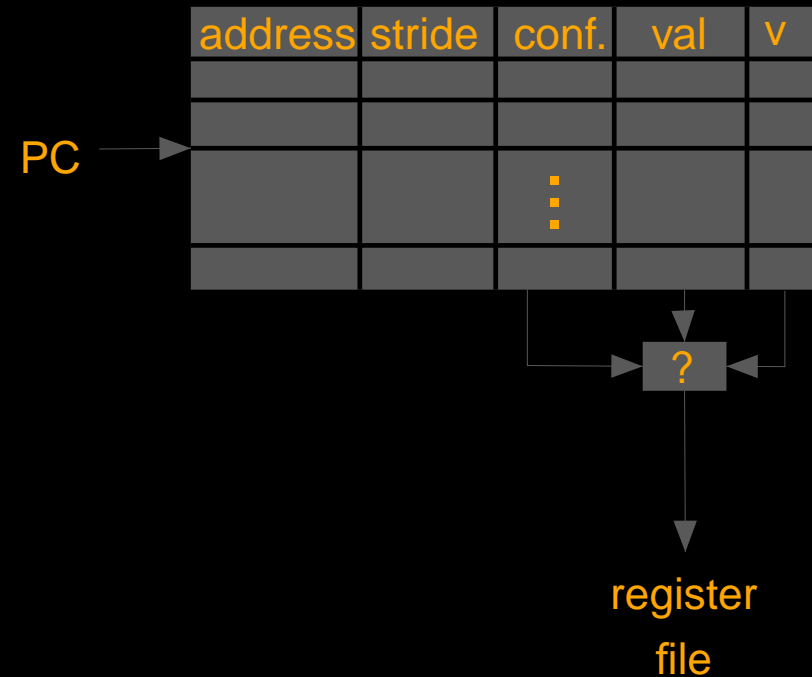 address stride conf. val v
PC
?
register
file